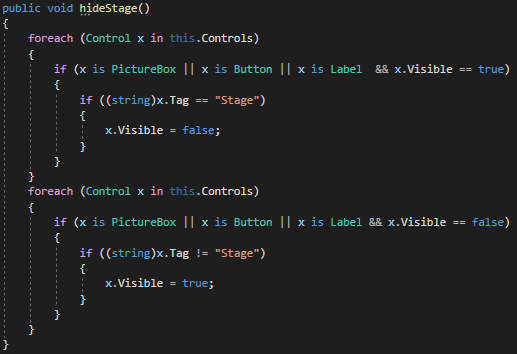 public void hideStage()
{
foreach (Control x in this.Controls)
{
if (x is PictureBox || x is Button || x is Label  && x.Visible == true)
{
if ((string)x.Tag == "Stage")
{
x.Visible = false;
}
}
}
foreach (Control x in this.Controls)
{
if (x is PictureBox || x is Button || x is Label && x.Visible == false)
{
if ((string)x.Tag != "Stage")
{
x.Visible = true;
}
}
}
}